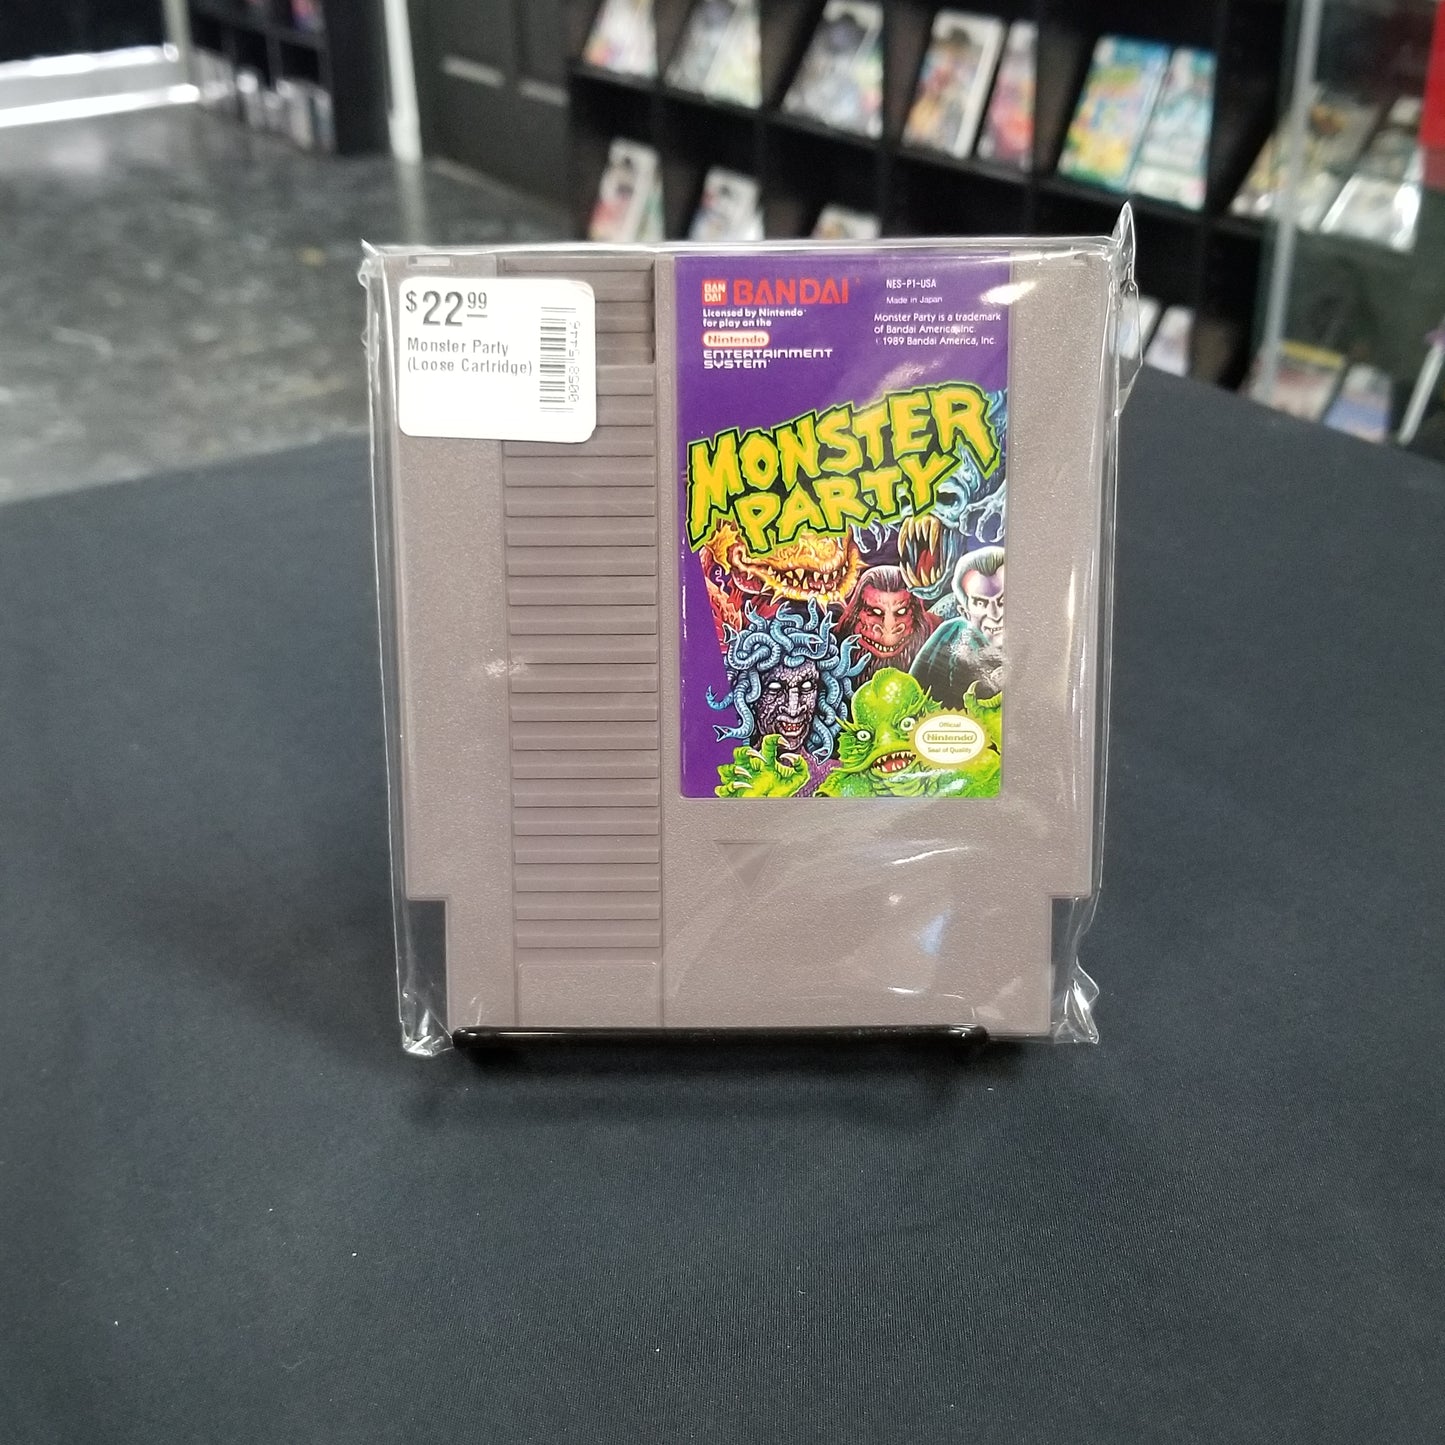 $22.99
Monster Party
(Loose Cartridge)
BAN
DAI
BANDAI
Licensed by Nintendo
for play on the
Nintendo
ENTERTAINMENT
SYSTEM
NES-P1-USA
Made in Japan
Monster Party is a trademark
of Bandai America, Inc.
© 1989 Bandai America, Inc.
MONSTER
PARTY
Official
Nintendo
Seal of Quality